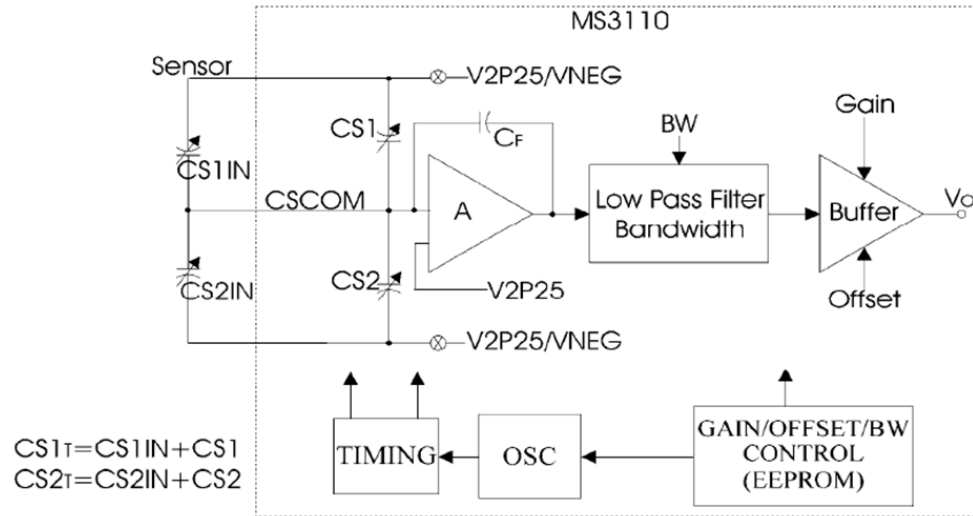 MS3110
Sensor
V2P25/VNEG
CS1
CF
CS1IN
CSCOM
A
BW
Low Pass Filter
Bandwidth
Gain
Buffer
Vo
Offset
CS2
CS2IN
V2P25
V2P25/VNEG
CS1T=CS1IN+CS1
CS2T=CS2IN+CS2
TIMING
OSC
GAIN/OFFSET/BW
CONTROL
(EEPROM)